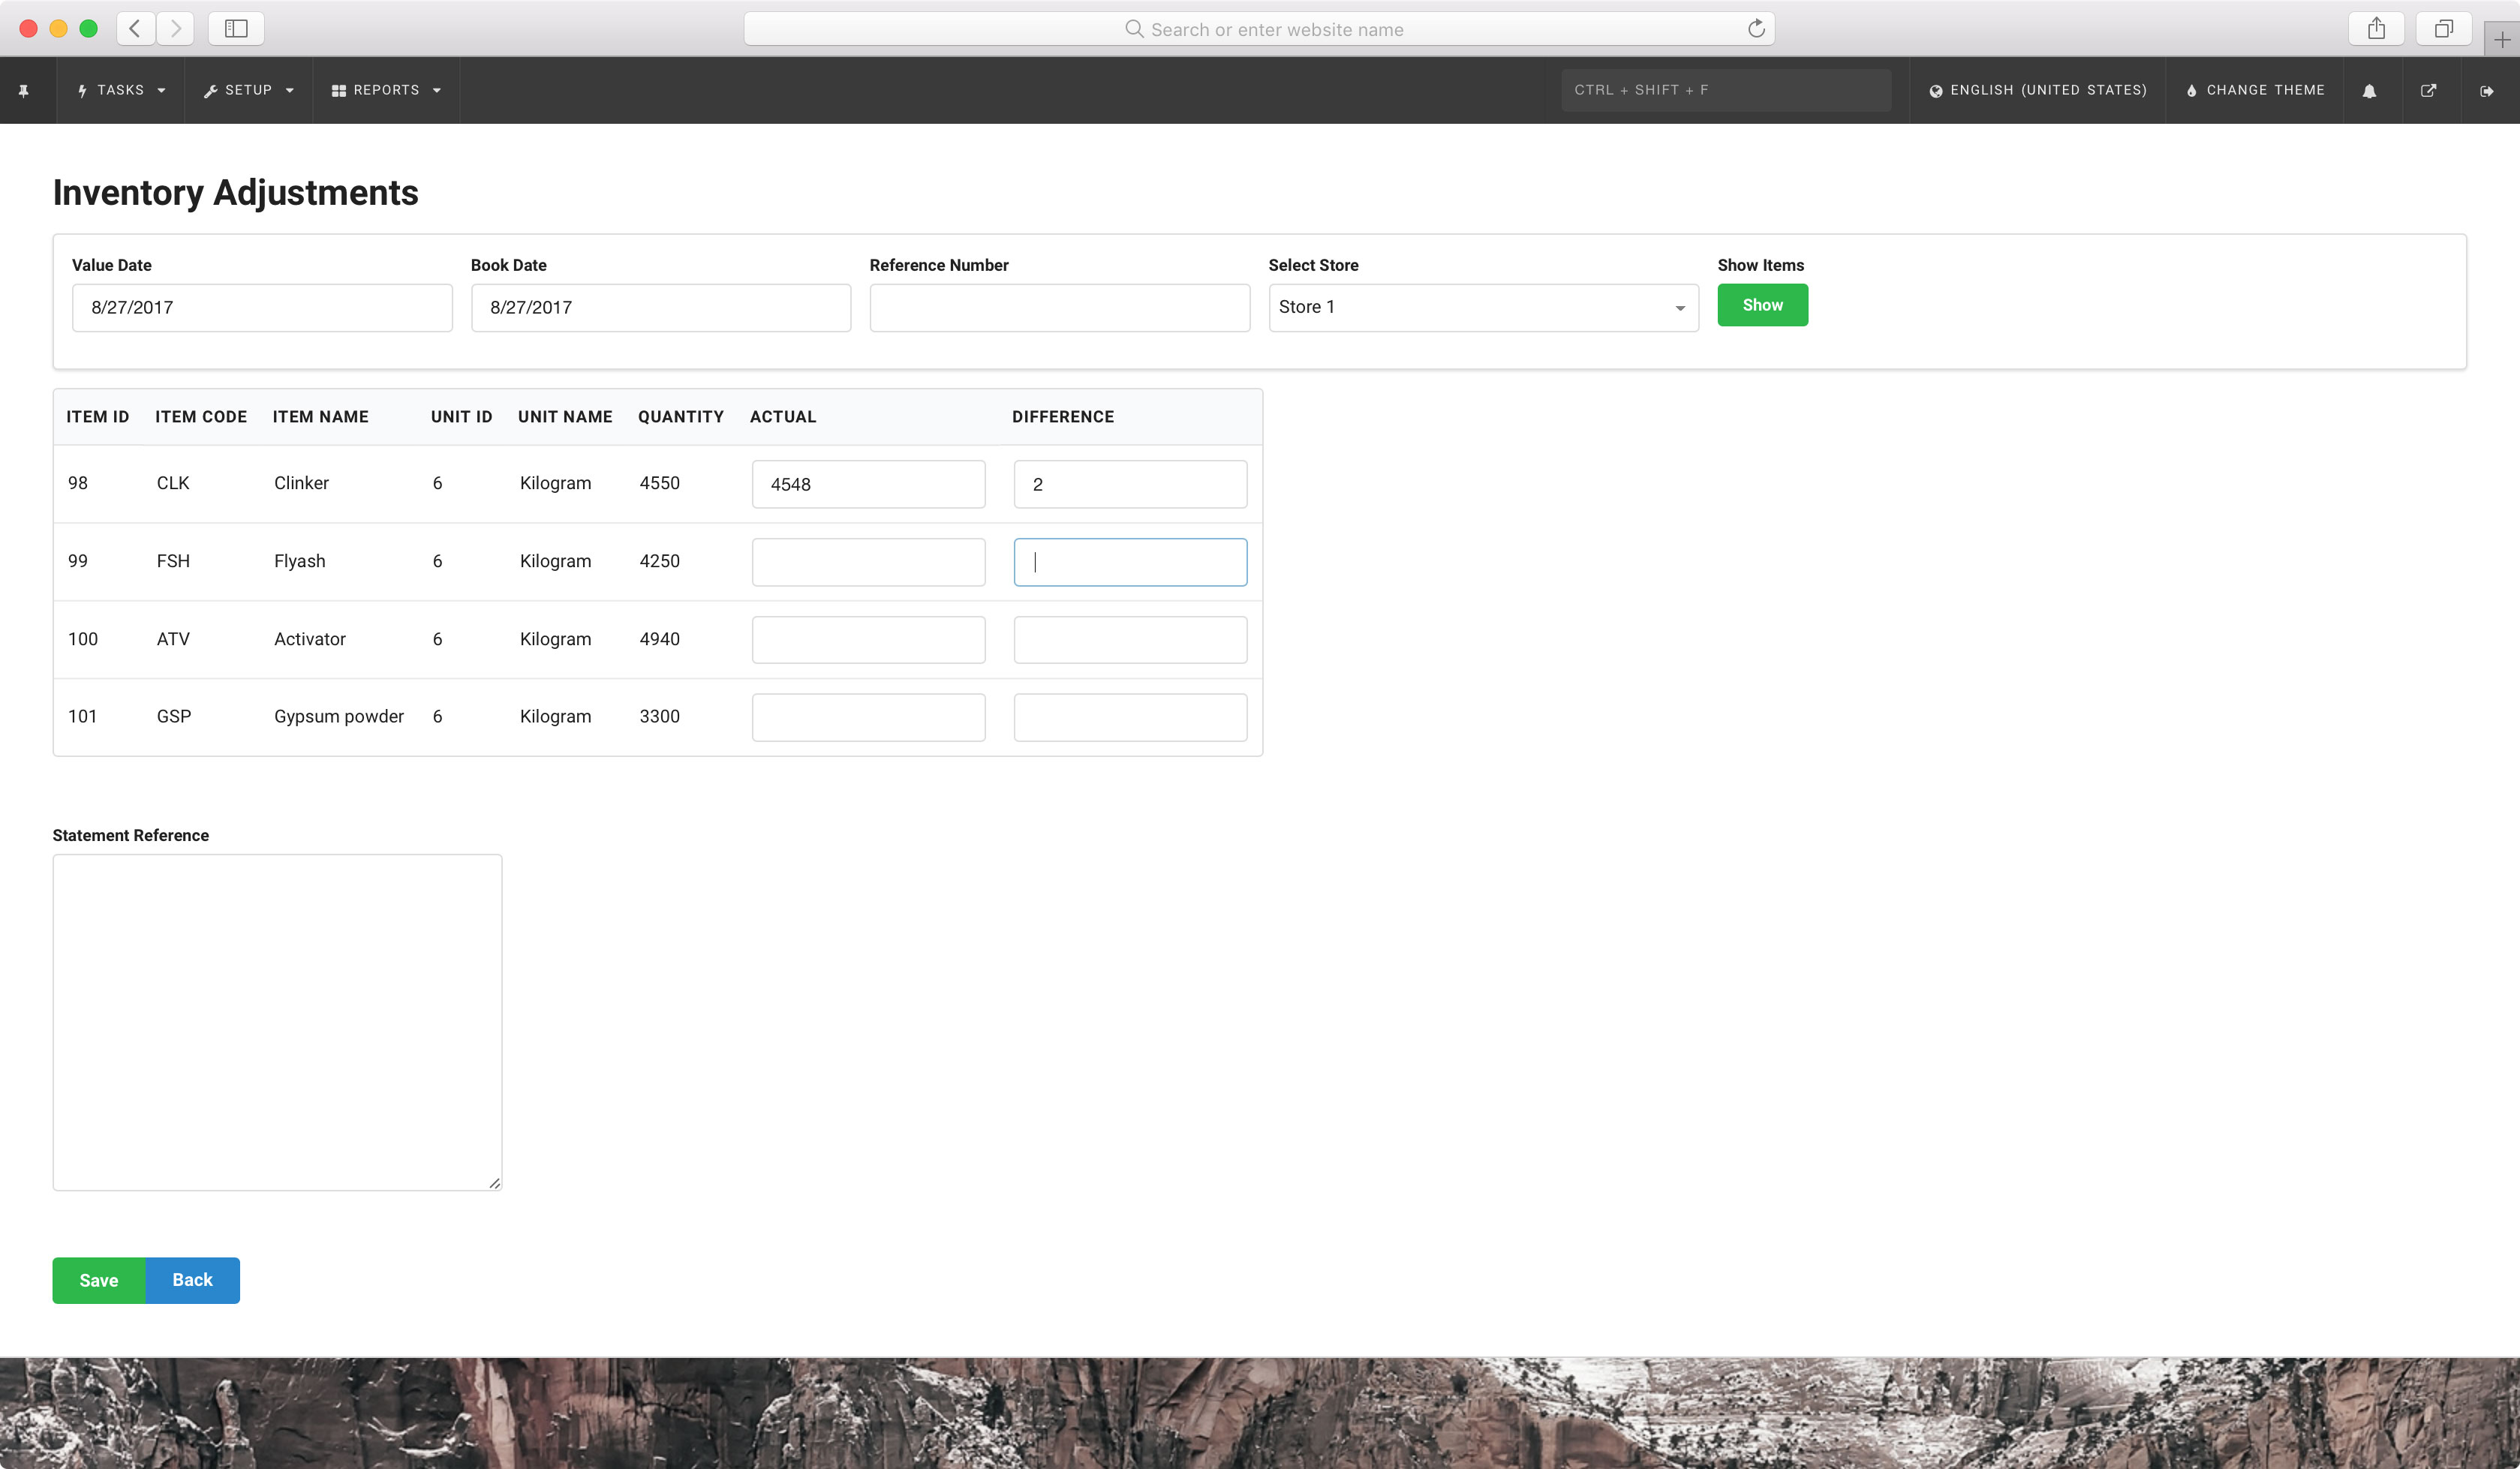 Search or enter website name
TASKS SETUP REPORTS CTRL + SHIFT + F ENGLISH (UNITED STATES) CHANGE THEME
Inventory Adjustments
Value Date Book Date Reference Number Select Store Show Items
8/27/2017 8/27/2017 Store 1 Show
ITEM ID ITEM CODE ITEM NAME UNIT ID UNIT NAME QUANTITY ACTUAL DIFFERENCE
98 CLK Clinker 6 Kilogram 4550 4548 2
99 FSH Flyash 6 Kilogram 4250
100 ATV Activator 6 Kilogram 4940
101 GSP Gypsum powder 6 Kilogram 3300
Statement Reference
Save Back